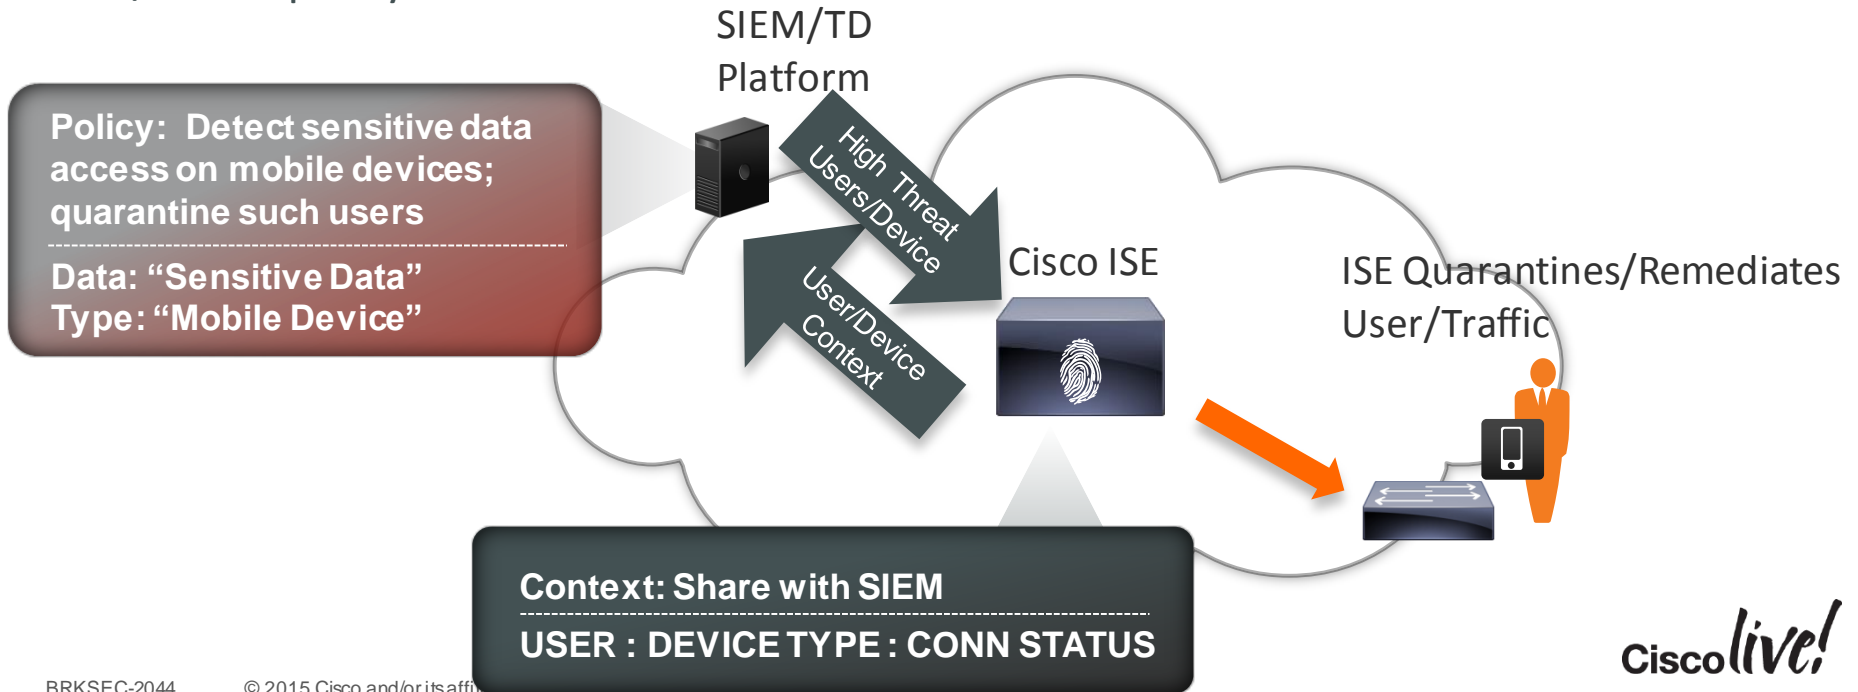 SIEM/TD
Platform
Policy: Detect sensitive data
access on mobile devices;
quarantine such users
Data: “Sensitive Data”
Type: “Mobile Device”
High Threat
Users/Device
User/Device
Context
Cisco ISE
ISE Quarantines/Remediates
User/Traffic
Context: Share with SIEM
USER : DEVICE TYPE : CONN STATUS
BRKSEC-2044 © 2015 Cisco and/or its
Cisco live!